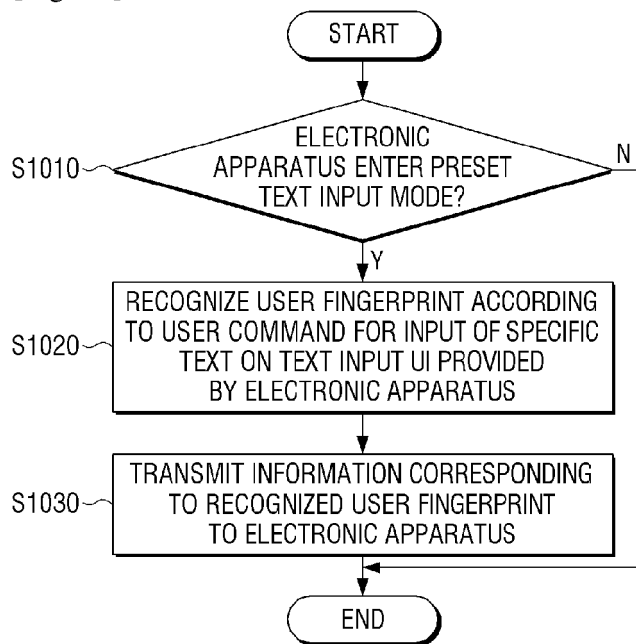 START
ELECTRONIC
APPARATUS ENTER PRESET
TEXT INPUT MODE?
S1010
N
Y
RECOGNIZE USER FINGERPRINT ACCORDING
TO USER COMMAND FOR INPUT OF SPECIFIC
TEXT ON TEXT INPUT UI PROVIDED
BY ELECTRONIC APPARATUS
S1020
TRANSMIT INFORMATION CORRESPONDING
TO RECOGNIZED USER FINGERPRINT
TO ELECTRONIC APPARATUS
S1030
END